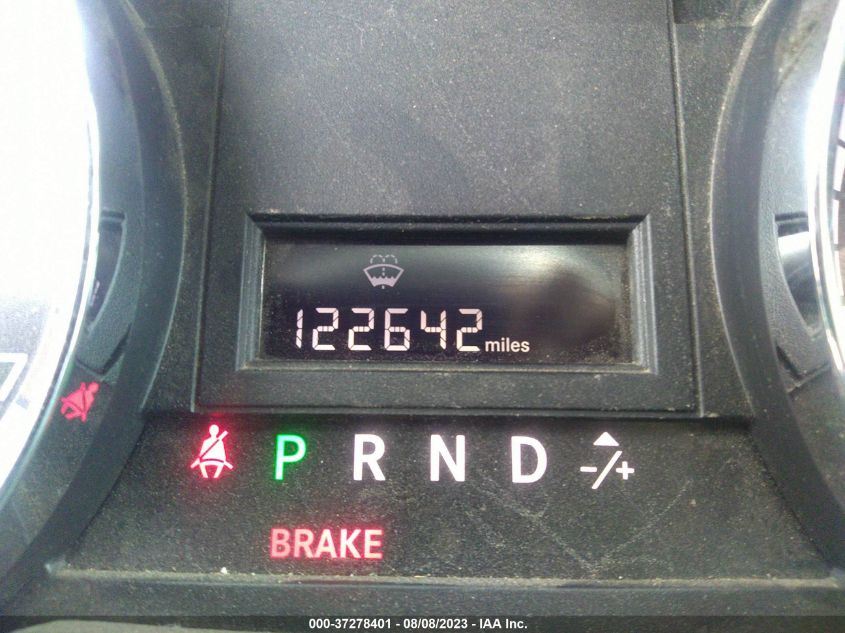 122642 miles
P R N D -/+
BRAKE
000-37278401 - 08/08/2023 - IAA Inc.